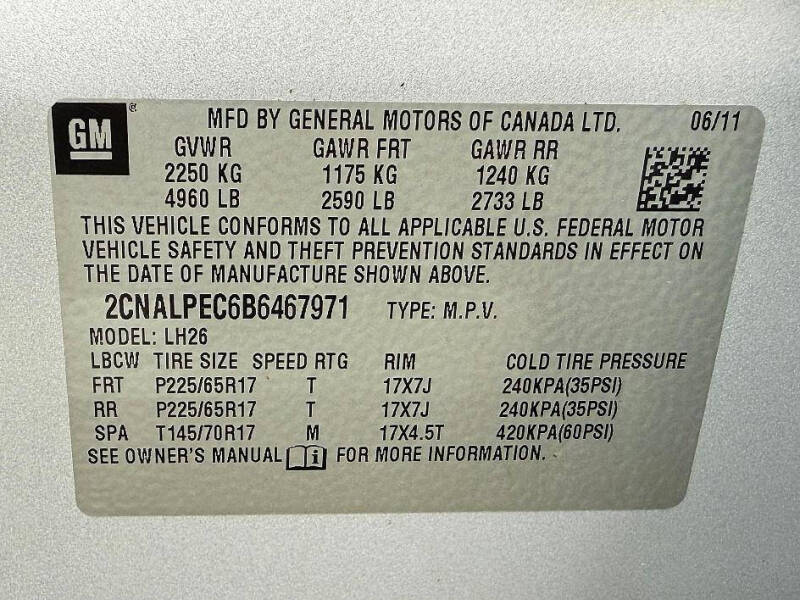 GM ®
MFD BY GENERAL MOTORS OF CANADA LTD. 06/11
GVWR GAWR FRT GAWR RR
2250 KG 1175 KG 1240 KG
4960 LB 2590 LB 2733 LB
THIS VEHICLE CONFORMS TO ALL APPLICABLE U.S. FEDERAL MOTOR
VEHICLE SAFETY AND THEFT PREVENTION STANDARDS IN EFFECT ON
THE DATE OF MANUFACTURE SHOWN ABOVE.
2CNALPEC6B6467971 TYPE: M.P.V.
MODEL: LH26
LBCW TIRE SIZE SPEED RTG RIM COLD TIRE PRESSURE
FRT P225/65R17 T 17X7J 240KPA(35PSI)
RR P225/65R17 T 17X7J 240KPA(35PSI)
SPA T145/70R17 M 17X4.5T 420KPA(60PSI)
SEE OWNER'S MANUAL i FOR MORE INFORMATION.